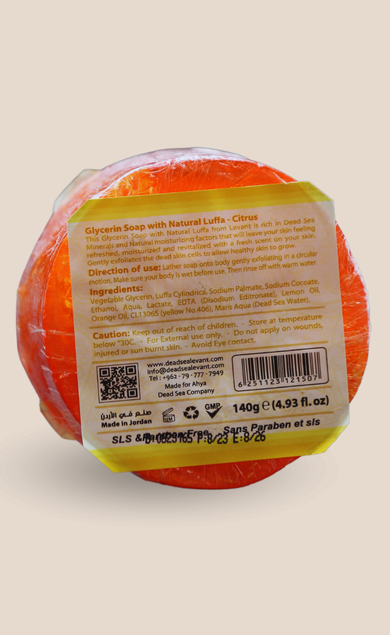 Glycerin Soap with Natural Luffa - Citrus
This Glycerin Soap with Natural Luffa from Levant is rich in Dead Sea
Minerals and Natural moisturizing factors that will leave your skin feeling
refreshed, moisturized and revitalized with a fresh scent on your skin.
Gently exfoliates the dead skin cells to allow healthy skin to grow.
Direction of use: Lather soap onto body gently exfoliating in a circular
motion. Make sure your body is wet before use. Then rinse off with warm water.
Ingredients:
Vegetable Glycerin, Luffa Cylindrica, Sodium Palmate, Sodium Cocoate,
Ethanol, Aqua, Lactate, EDTA (Disodium Editronate), Lemon Oil,
Orange Oil, CL13065 (yellow No.406), Maris Aqua (Dead Sea Water).
Caution: Keep out of reach of children. - Store at temperature
below °30C. - For External use only. - Do not apply on wounds,
injured or sun burnt skin. - Avoid Eye contact.
www.deadsealevant.com
Info@deadsealevant.com
Tel : +962 - 79 - 777 - 7949
Made for Ahya
Dead Sea Company
6 251123 121507
صنع في الأردن
Made in Jordan
GMP
140g e (4.93 fl.oz)
SLS & Free Sans Paraben et sls
P:8/23 E:8/26